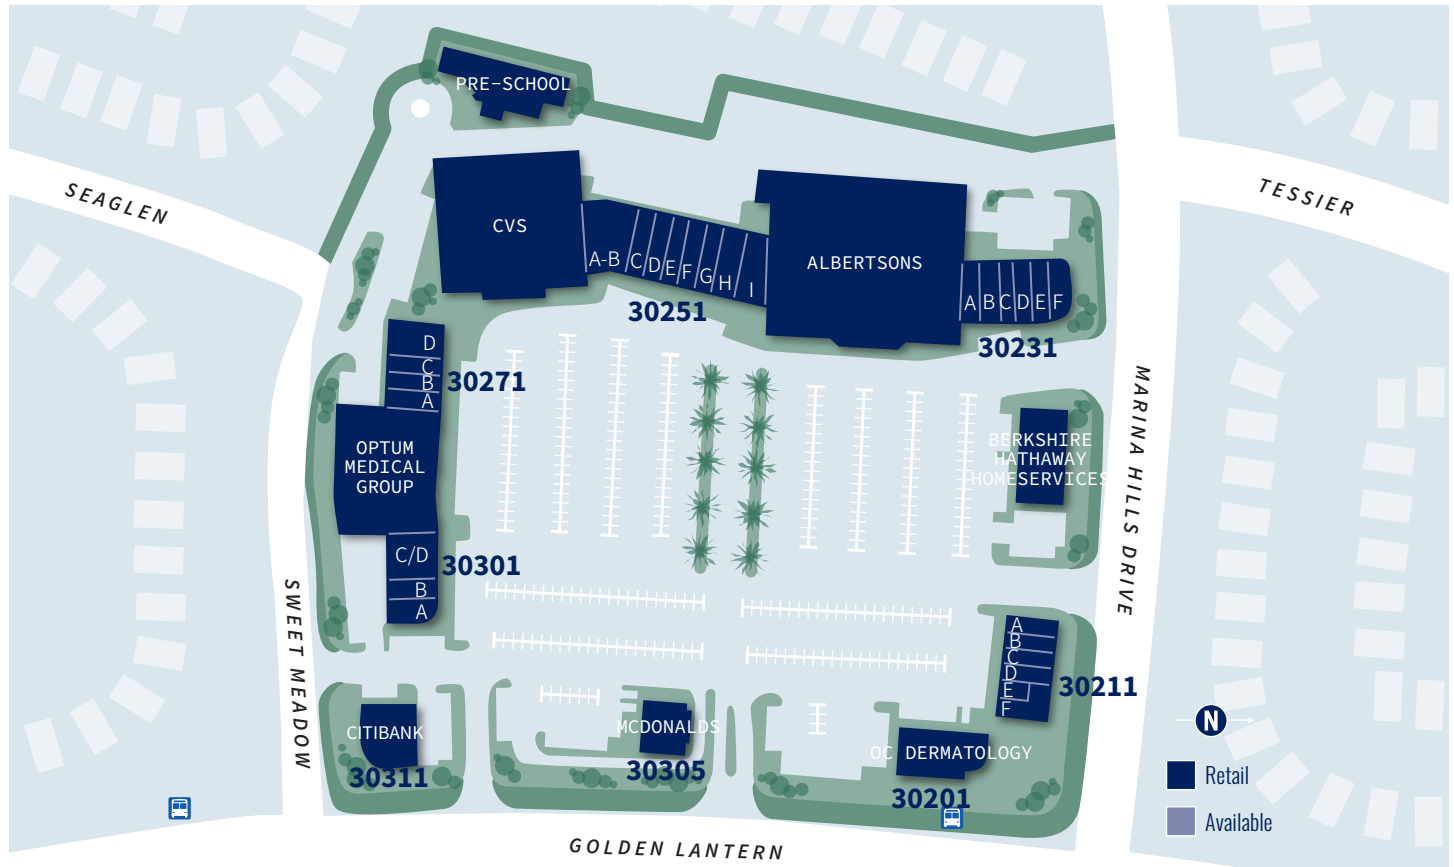 PRE-SCHOOL
SEAGLEN
TESSIER
CVS
ALBERTSONS
A-B
C
D
E
F
G
H
I
30251
A
B
C
D
E
F
30231
D
C
B
A
30271
OPTUM
MEDICAL
GROUP
C/D
B
A
30301
BERKSHIRE
HATHAWAY
HOMESERVICES
MARINA HILLS DRIVE
SWEET MEADOW
A
B
C
D
E
F
30211
CITIBANK
30311
MCDONALDS
30305
OC DERMATOLOGY
30201
GOLDEN LANTERN
N
Retail
Available